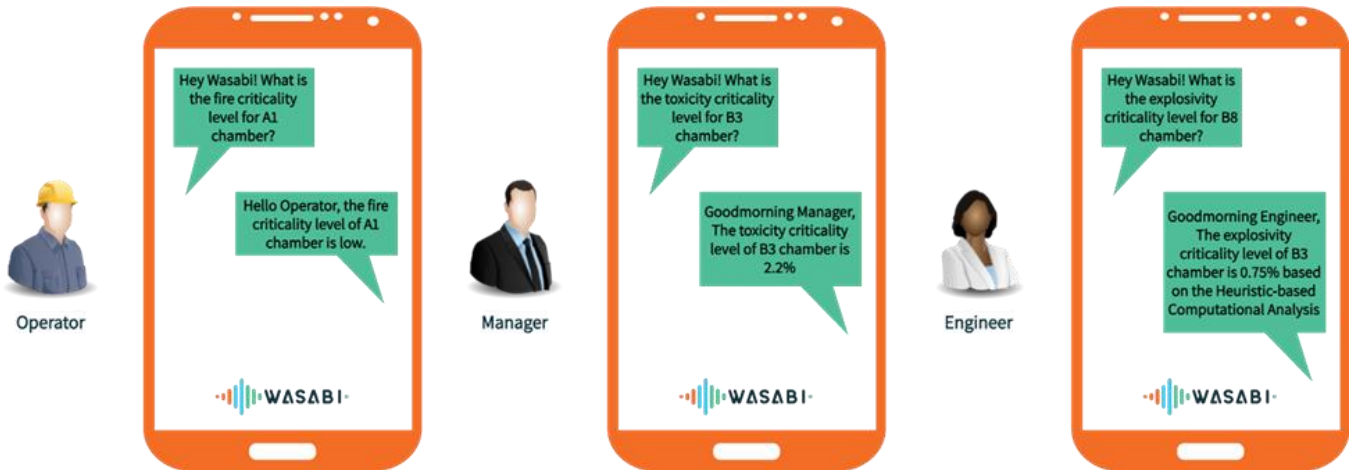 Hey Wasabi! What is
the fire criticality
level for A1
chamber?
Hello Operator, the fire
criticality level of A1
chamber is low.
Operator
WASABI
Hey Wasabi! What is
the toxicity criticality
level for B3
chamber?
Goodmorning Manager,
The toxicity criticality
level of B3 chamber is
2.2%
Manager
WASABI
Hey Wasabi! What is
the explosivity
criticality level for B8
chamber?
Goodmorning Engineer,
The explosivity
criticality level of B3
chamber is 0.75% based
on the Heuristic-based
Computational Analysis
Engineer
WASABI